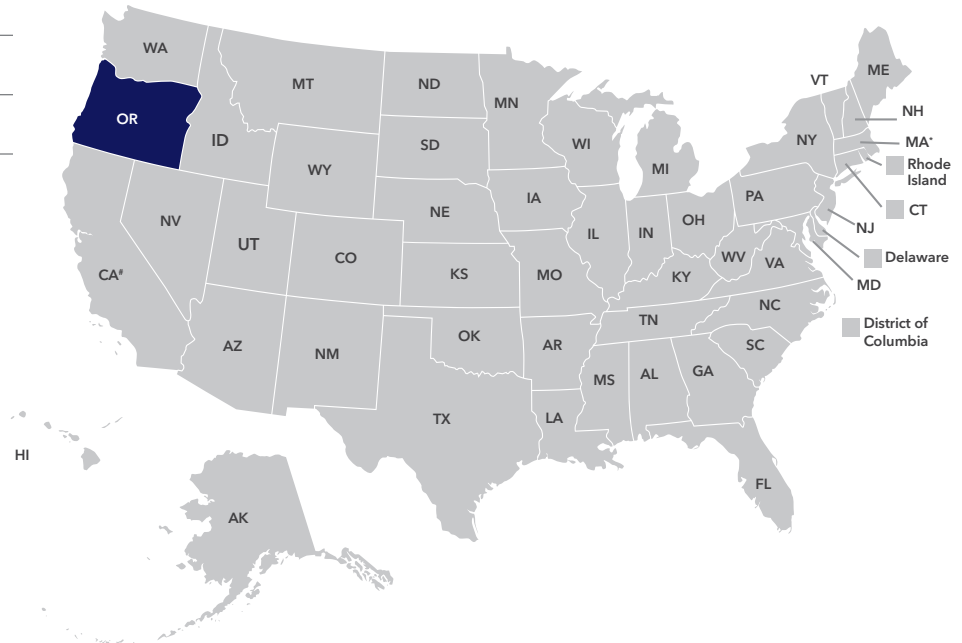 WA
MT
ND
MN
VT
ME
OR
ID
SD
WI
NY
NH
MA*
WY
MI
Rhode
Island
IA
NE
PA
CT
NV
UT
CO
IL
IN
OH
NJ
CA#
KS
MO
KY
WV
VA
Delaware
MD
AZ
NM
OK
AR
TN
NC
SC
District of
Columbia
MS
AL
GA
TX
LA
HI
FL
AK